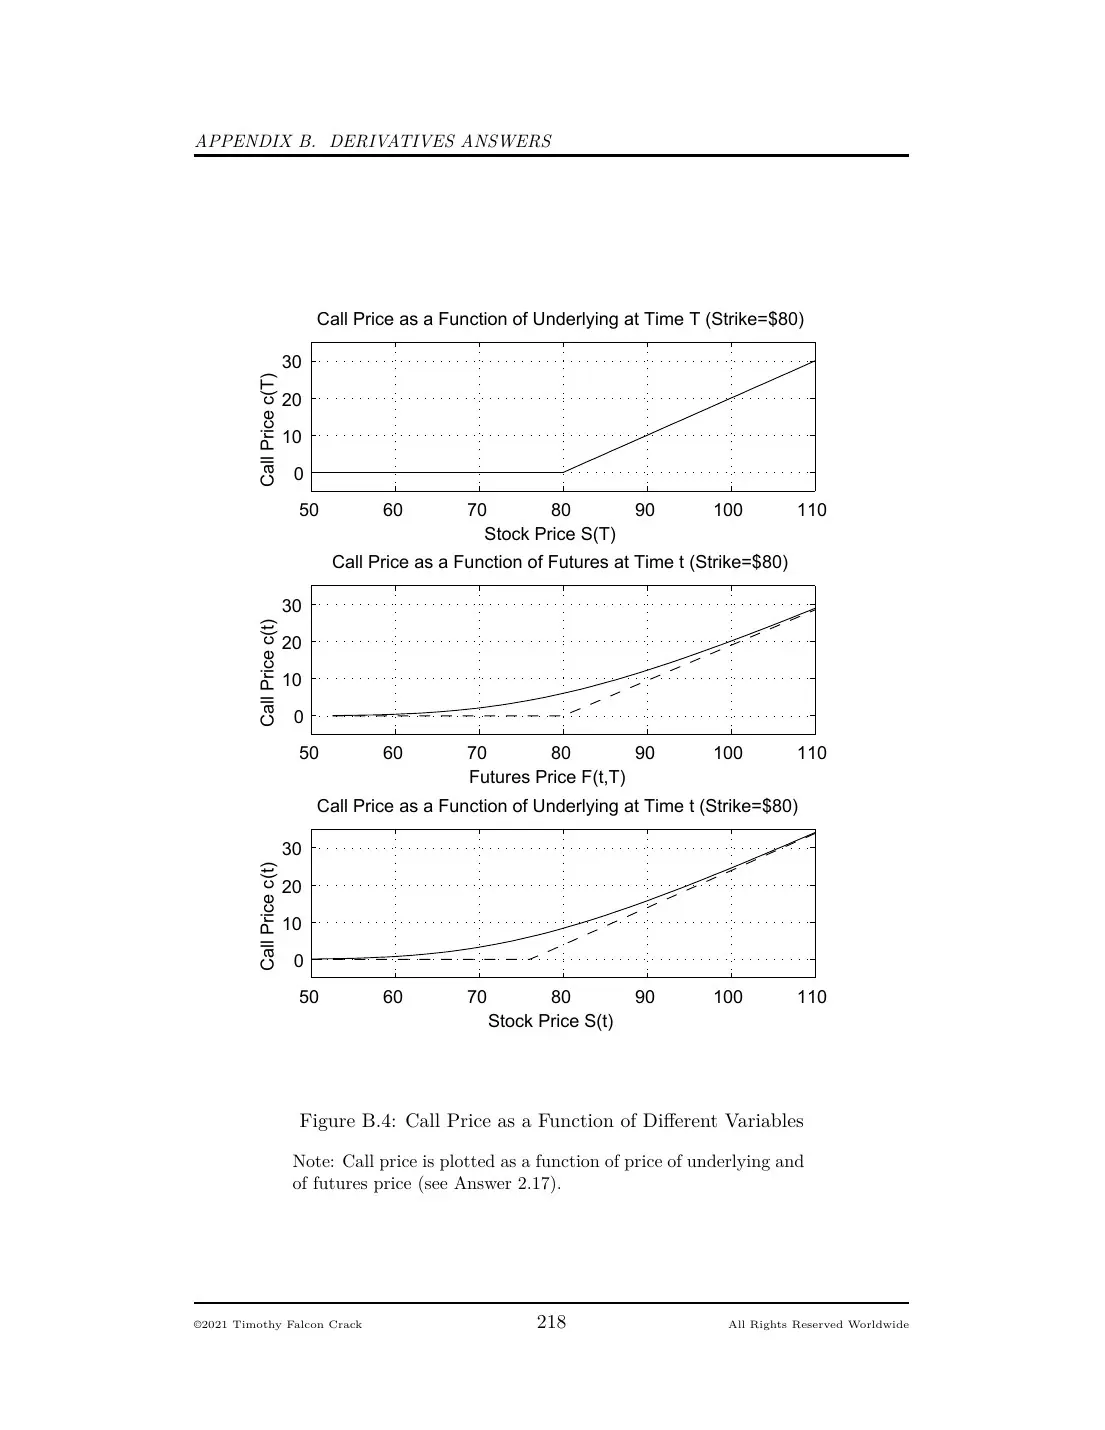 APPENDIX B. DERIVATIVES ANSWERS
Call Price as a Function of Underlying at Time T (Strike=$80)
30
20
10
0
Call Price c(T)
50 60 70 80 90 100 110
Stock Price S(T)
Call Price as a Function of Futures at Time t (Strike=$80)
30
20
10
0
Call Price c(t)
50 60 70 80 90 100 110
Futures Price F(t,T)
Call Price as a Function of Underlying at Time t (Strike=$80)
30
20
10
0
Call Price c(t)
50 60 70 80 90 100 110
Stock Price S(t)
Figure B.4: Call Price as a Function of Different Variables
Note: Call price is plotted as a function of price of underlying and
of futures price (see Answer 2.17).
©2021 Timothy Falcon Crack 218 All Rights Reserved Worldwide